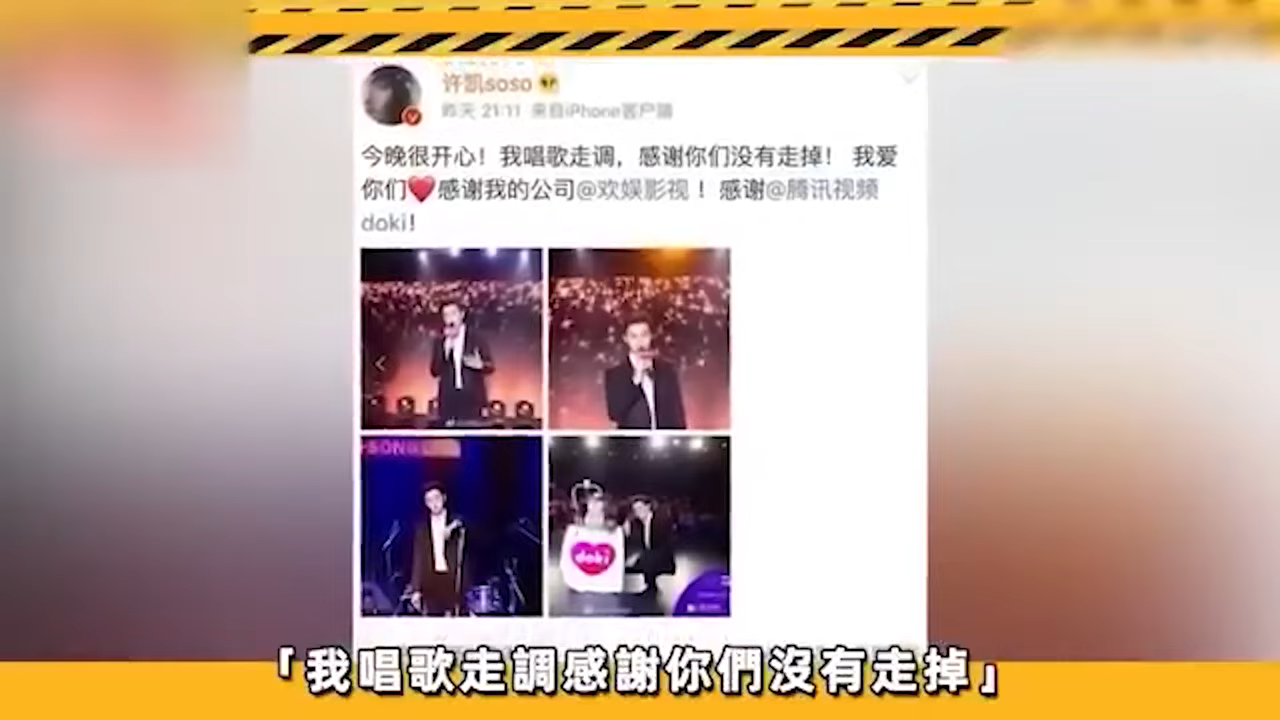 许凯soso
昨天 21:11 来自iPhone客户端
今晚很开心！我唱歌走调，感谢你们没有走掉！ 我爱
你们❤感谢我的公司@欢娱影视！感谢@腾讯视频
doki！
doki
「我唱歌走調感謝你們沒有走掉」